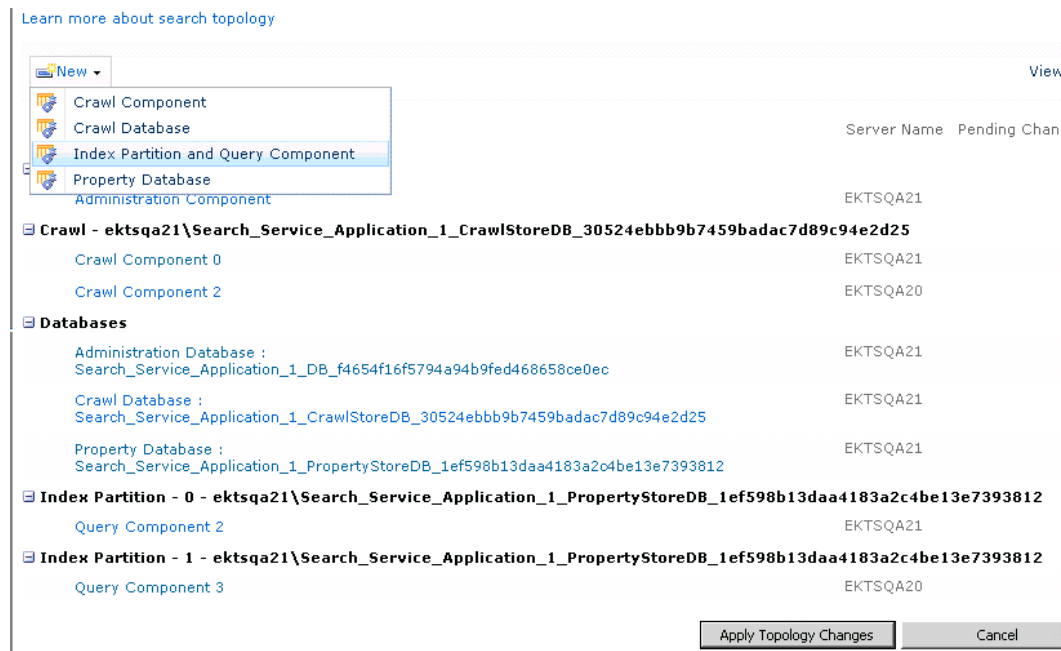 Learn more about search topology
New
View
Crawl Component
Crawl Database
Server Name Pending Chan
Index Partition and Query Component
Property Database
Administration Component EKTSQA21
Crawl - ektsqa21\Search_Service_Application_1_CrawlStoreDB_30524ebbb9b7459badac7d89c94e2d25
Crawl Component 0 EKTSQA21
Crawl Component 2 EKTSQA20
Databases
Administration Database : EKTSQA21
Search_Service_Application_1_DB_f4654f16f5794a94b9fed468658ce0ec
Crawl Database : EKTSQA21
Search_Service_Application_1_CrawlStoreDB_30524ebbb9b7459badac7d89c94e2d25
Property Database : EKTSQA21
Search_Service_Application_1_PropertyStoreDB_1ef598b13daa4183a2c4be13e7393812
Index Partition - 0 - ektsqa21\Search_Service_Application_1_PropertyStoreDB_1ef598b13daa4183a2c4be13e7393812
Query Component 2 EKTSQA21
Index Partition - 1 - ektsqa21\Search_Service_Application_1_PropertyStoreDB_1ef598b13daa4183a2c4be13e7393812
Query Component 3 EKTSQA20
Apply Topology Changes Cancel